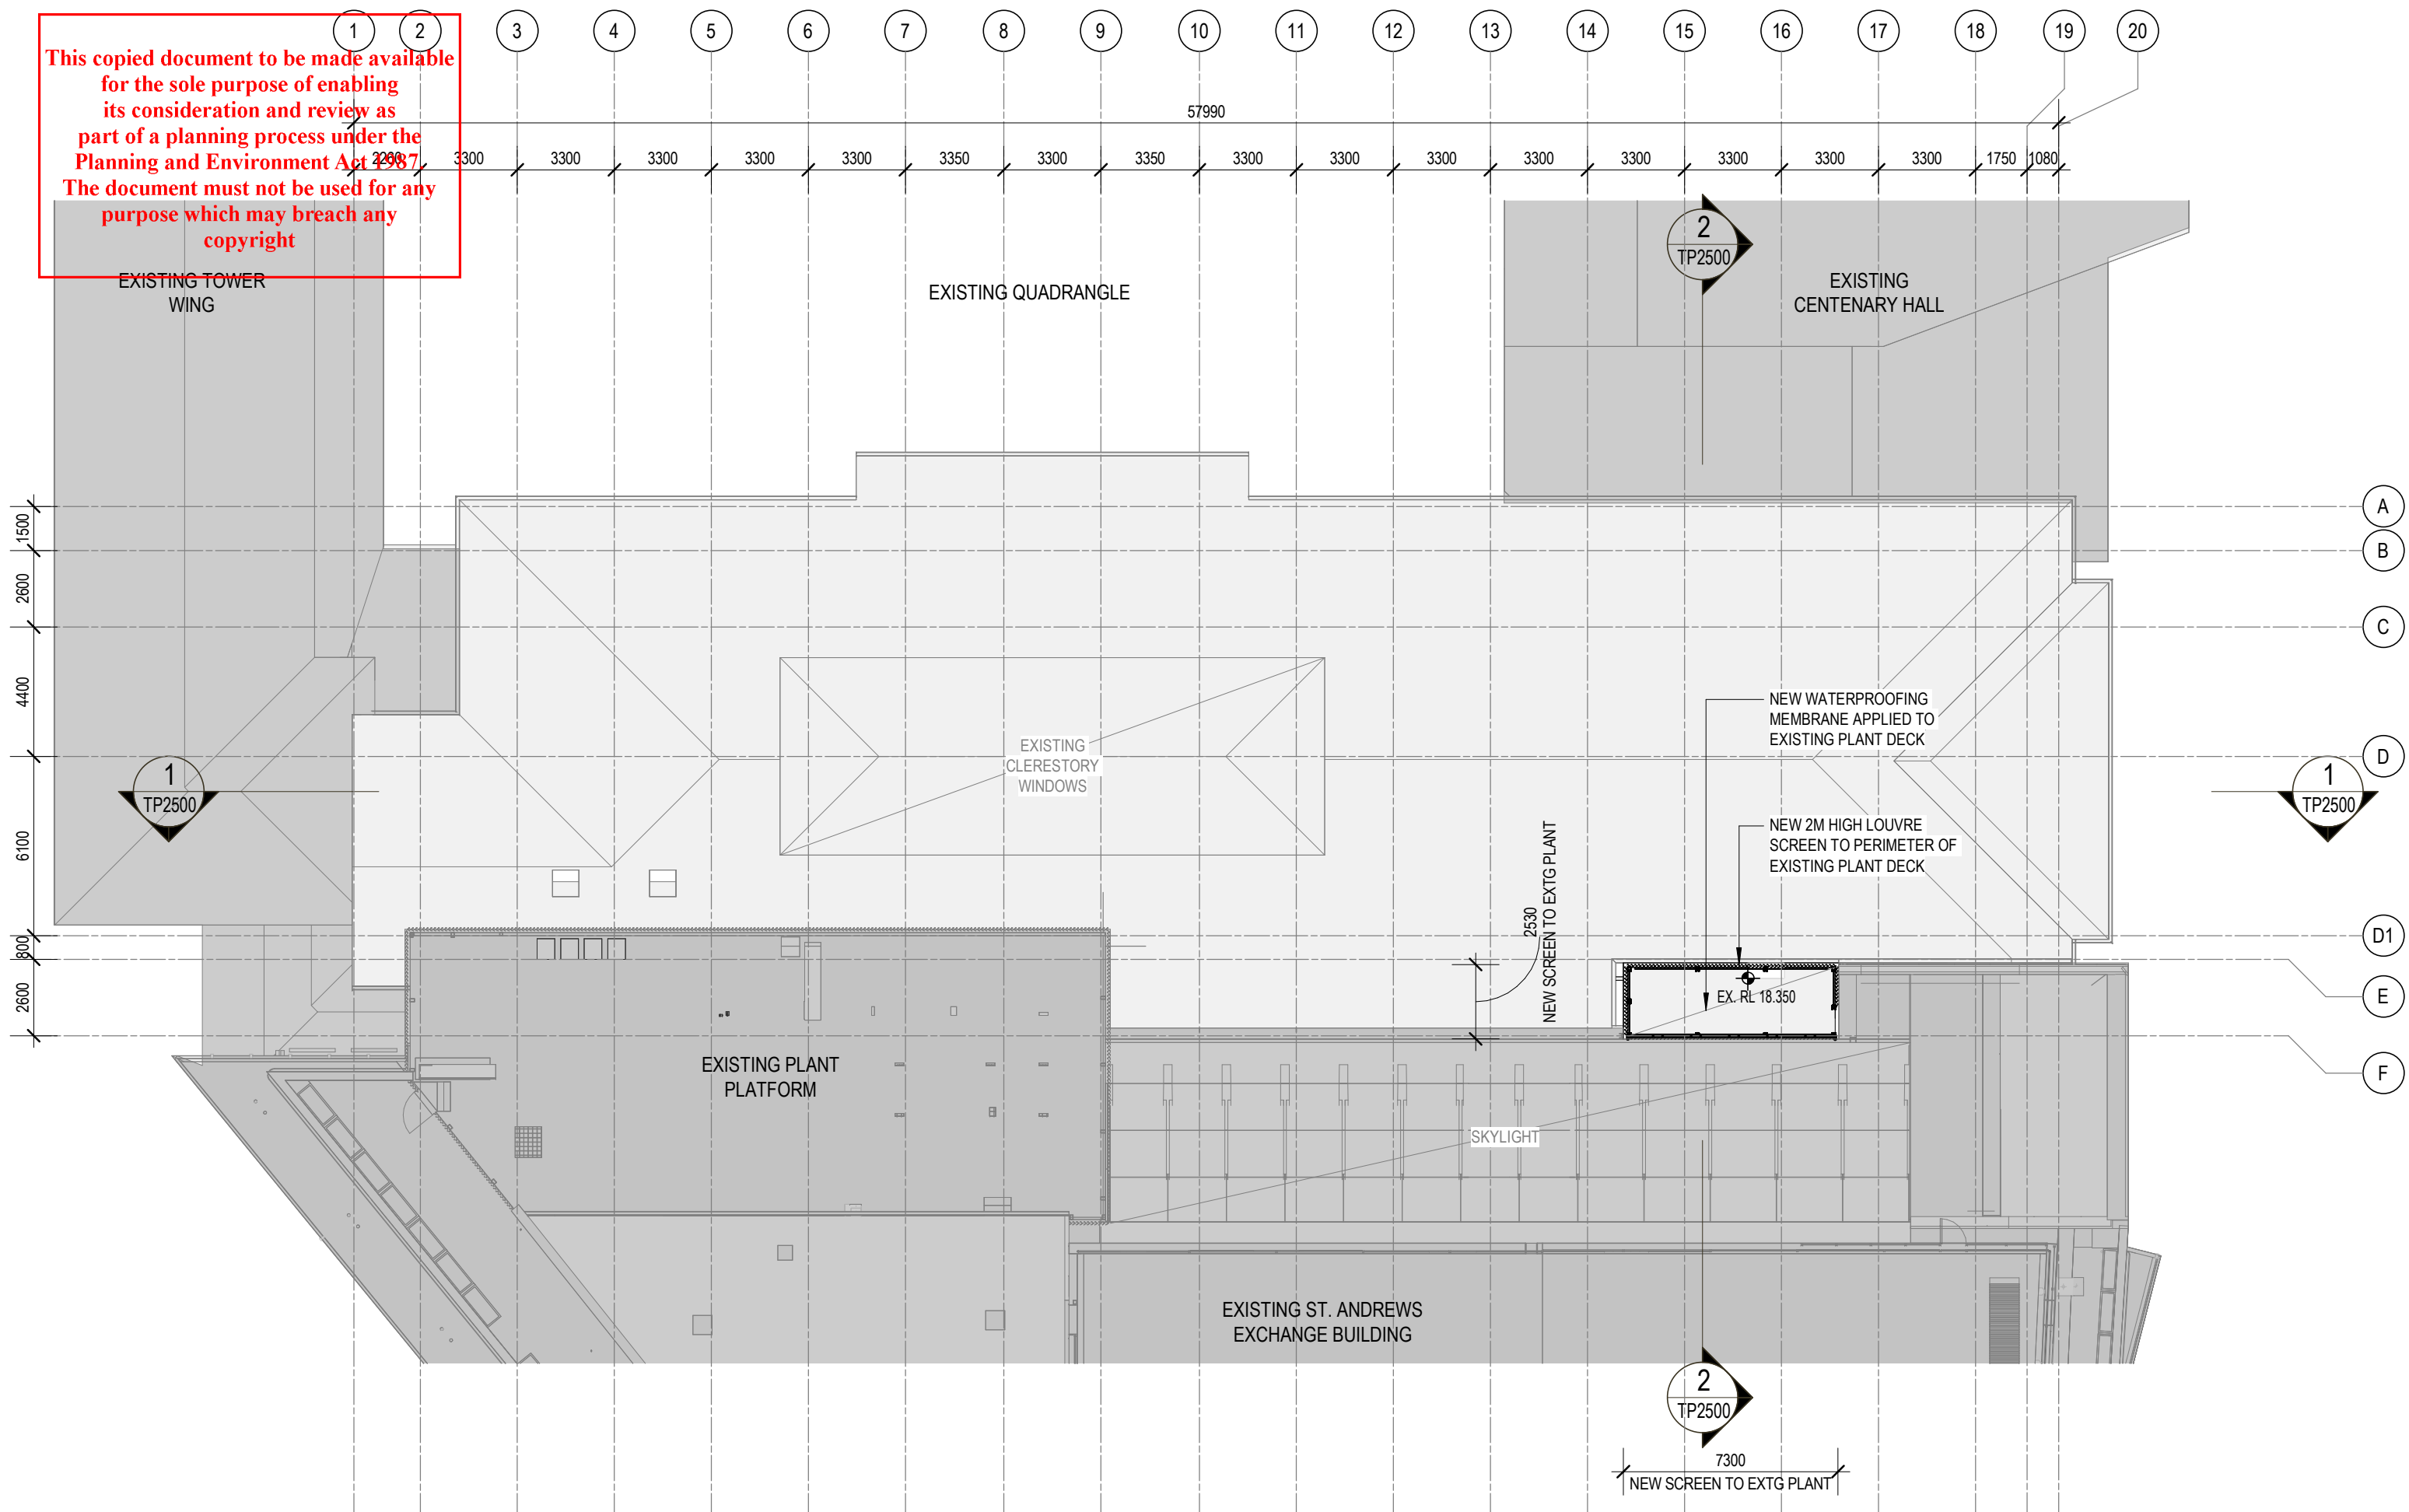 1 2 3 4 5 6 7 8 9 10 11 12 13 14 15 16 17 18 19 20
This copied document to be made available
for the sole purpose of enabling
its consideration and review as
part of a planning process under the
Planning and Environment Act 1987.
The document must not be used for any
purpose which may breach any
copyright
57990
2260 3300 3300 3300 3300 3300 3350 3300 3350 3300 3300 3300 3300 3300 3300 3300 3300 1750 1080
EXISTING TOWER
WING
EXISTING QUADRANGLE
2
TP2500
EXISTING
CENTENARY HALL
A
B
C
D
D1
E
F
1500
2600
4400
6100
800
2600
NEW WATERPROOFING
MEMBRANE APPLIED TO
EXISTING PLANT DECK
EXISTING
CLERESTORY
WINDOWS
1
TP2500
1
TP2500
NEW 2M HIGH LOUVRE
SCREEN TO PERIMETER OF
EXISTING PLANT DECK
2530
NEW SCREEN TO EXTG PLANT
EX. RL 18.350
EXISTING PLANT
PLATFORM
SKYLIGHT
EXISTING ST. ANDREWS
EXCHANGE BUILDING
2
TP2500
7300
NEW SCREEN TO EXTG PLANT